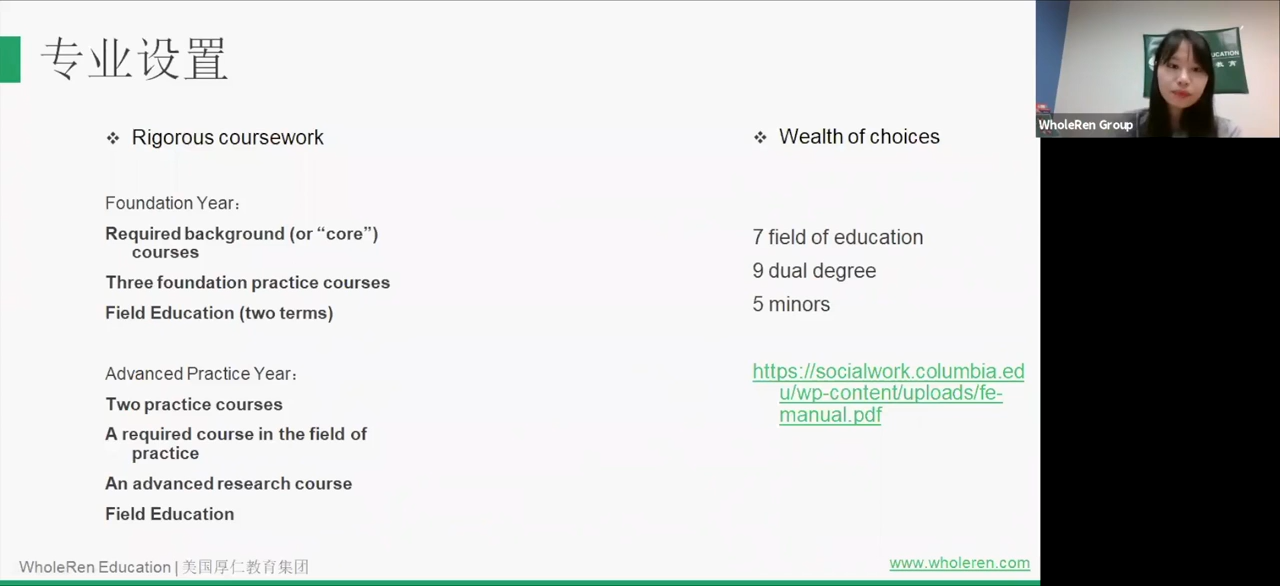 专业设置
❖ Rigorous coursework
Foundation Year：
Required background (or “core”)
courses
Three foundation practice courses
Field Education (two terms)
Advanced Practice Year：
Two practice courses
A required course in the field of
practice
An advanced research course
Field Education
❖ Wealth of choices
7 field of education
9 dual degree
5 minors
https://socialwork.columbia.ed
u/wp-content/uploads/fe-
manual.pdf
WholeRen Education | 美国厚仁教育集团
www.wholeren.com
UCATION
教育
WholeRen Group